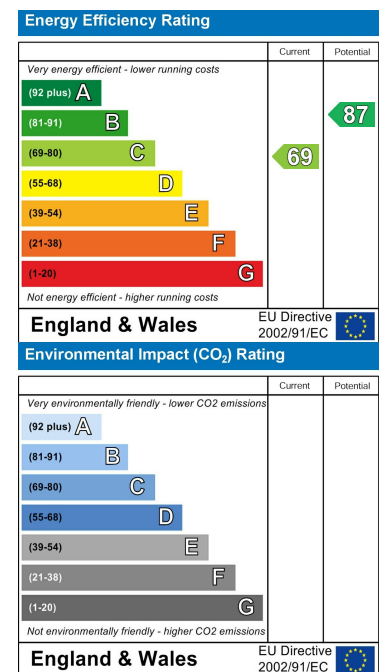 Energy Efficiency Rating
Current Potential
Very energy efficient - lower running costs
(92 plus) A
(81-91) B
87
(69-80) C
69
(55-68) D
(39-54) E
(21-38) F
(1-20) G
Not energy efficient - higher running costs
England & Wales
EU Directive
2002/91/EC
Environmental Impact (CO₂) Rating
Current Potential
Very environmentally friendly - lower CO2 emissions
(92 plus) A
(81-91) B
(69-80) C
(55-68) D
(39-54) E
(21-38) F
(1-20) G
Not environmentally friendly - higher CO2 emissions
England & Wales
EU Directive
2002/91/EC